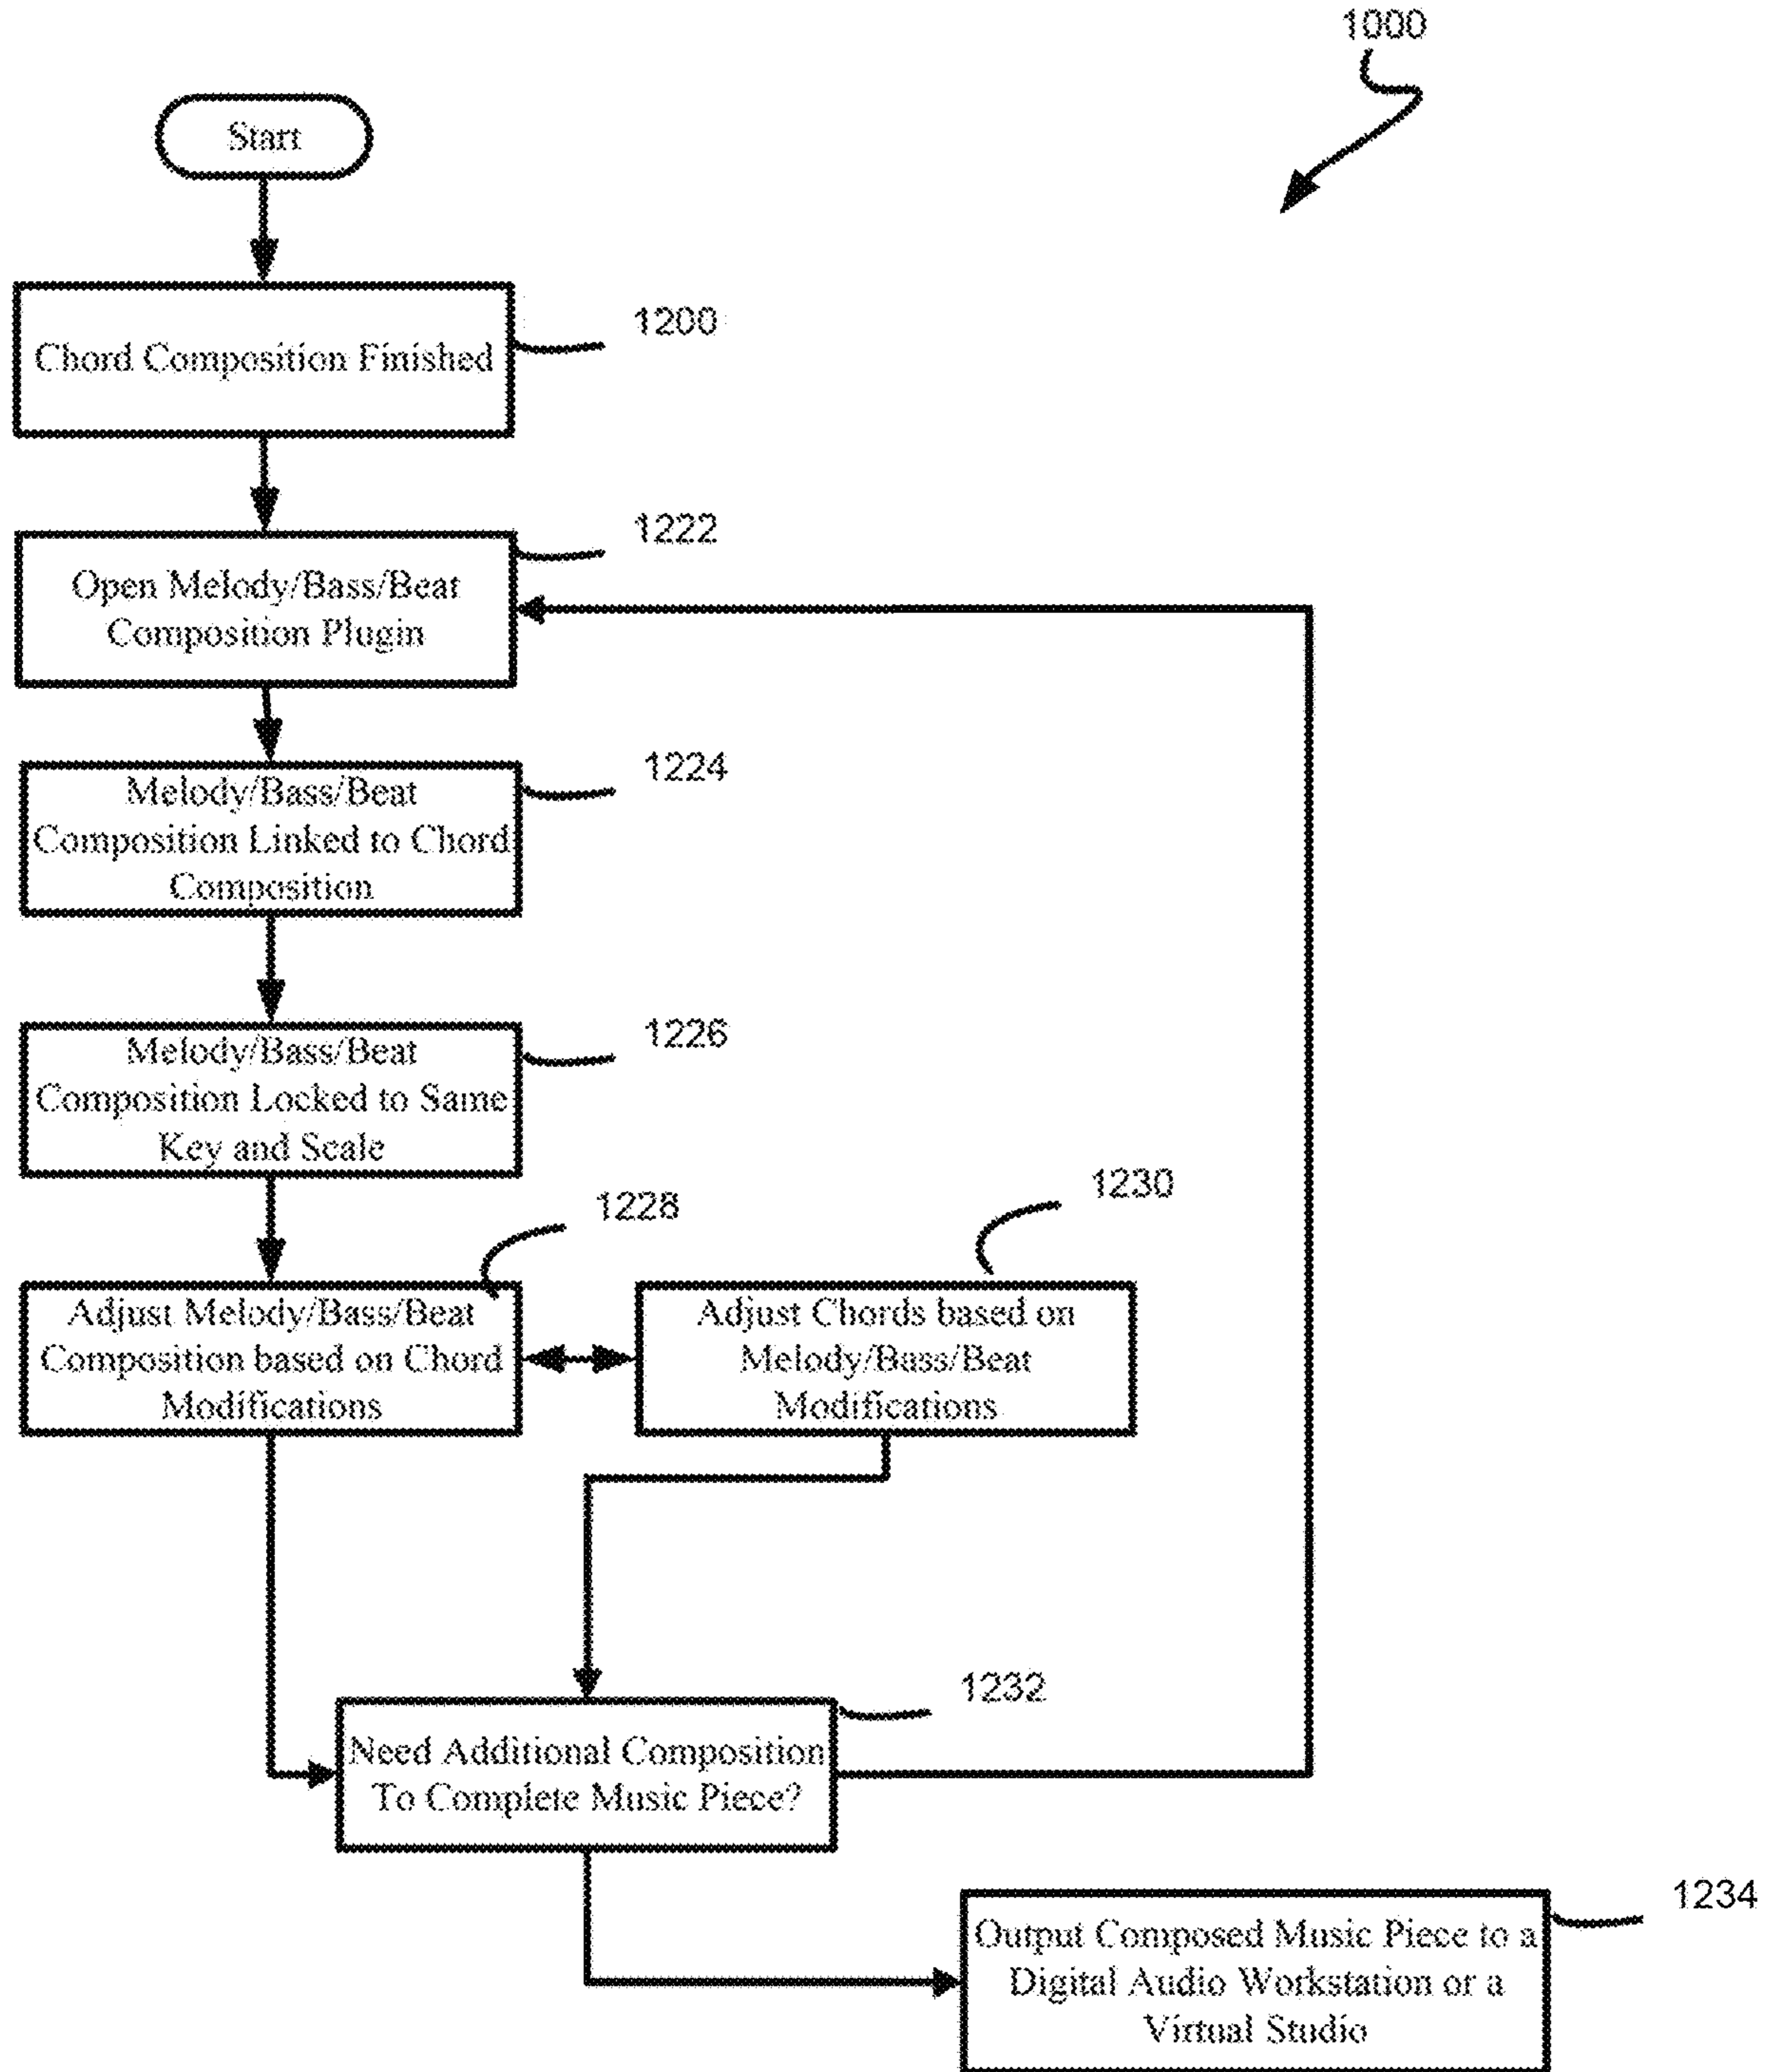 1000
Start
Chord Composition Finished
1200
Open Melody/Bass/Beat
Composition Plugin
1222
Melody/Bass/Beat
Composition Linked to Chord
Composition
1224
Melody/Bass/Beat
Composition Locked to Same
Key and Scale
1226
Adjust Melody/Bass/Beat
Composition based on Chord
Modifications
1228
Adjust Chords based on
Melody/Bass/Beat
Modifications
1230
Need Additional Composition
To Complete Music Piece?
1232
Output Composed Music Piece to a
Digital Audio Workstation or a
Virtual Studio
1234